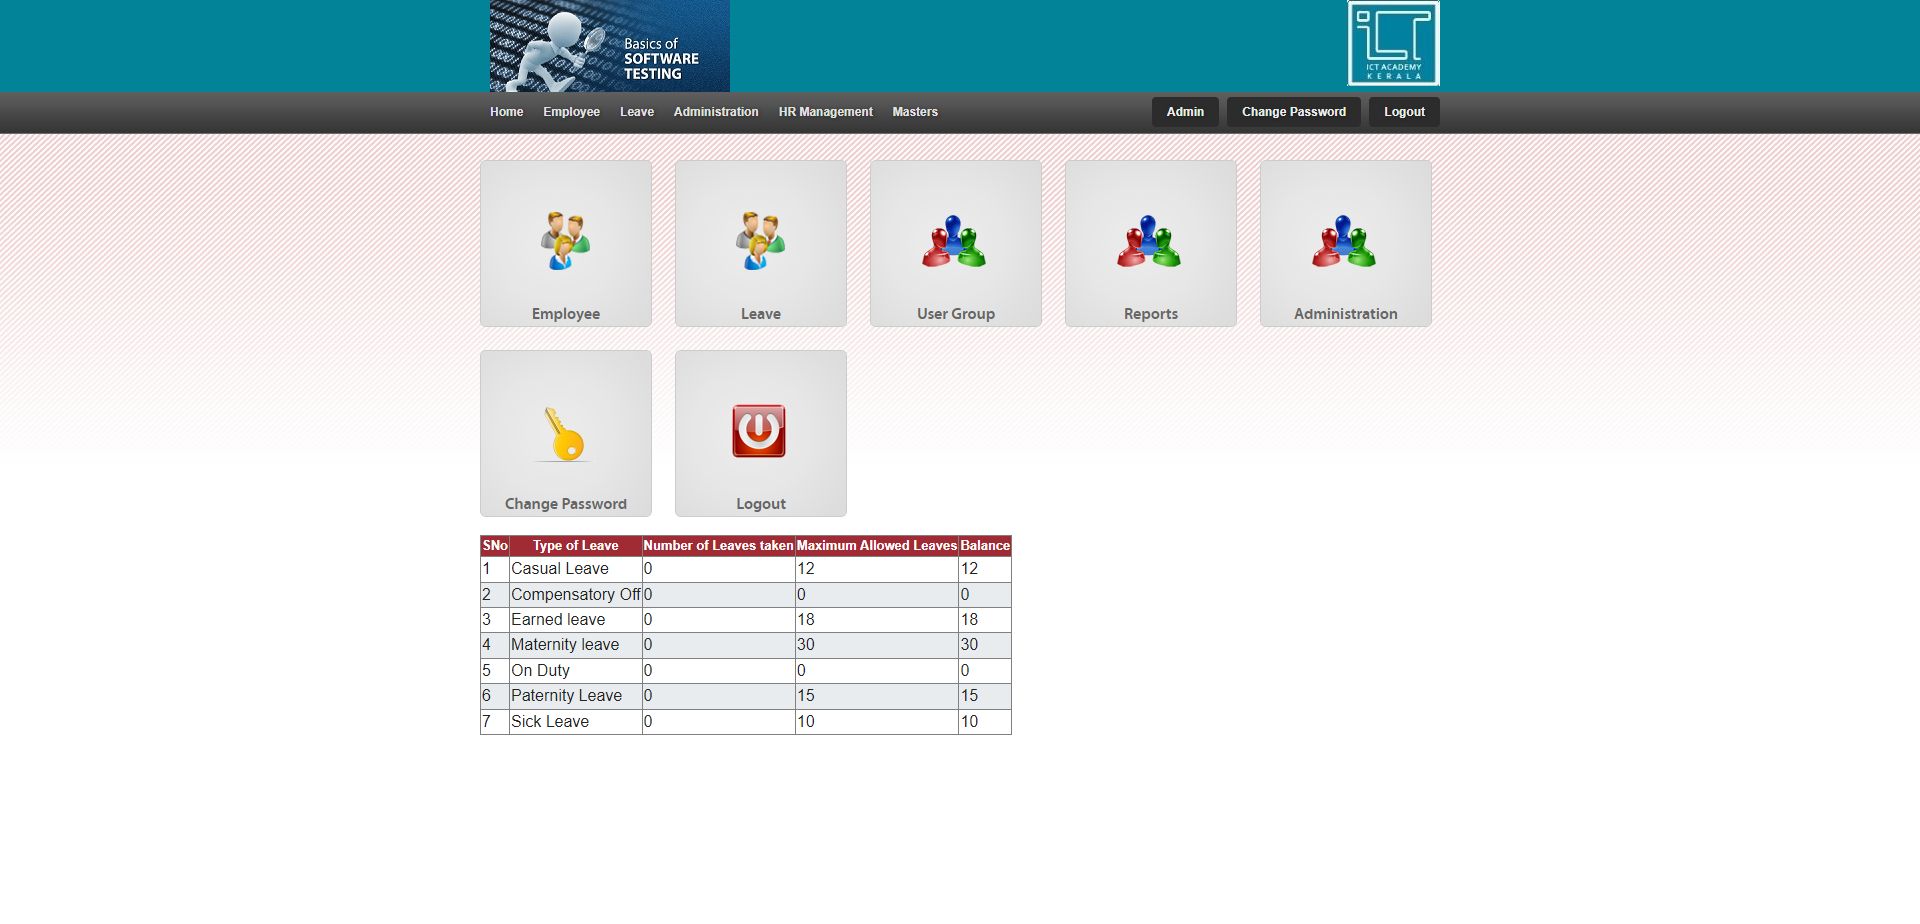 Basics of
SOFTWARE
TESTING
ICT ACADEMY
KERALA
Home Employee Leave Administration HR Management Masters Admin Change Password Logout
Employee Leave User Group Reports Administration
Change Password Logout
SNo Type of Leave Number of Leaves taken Maximum Allowed Leaves Balance
1 Casual Leave 0 12 12
2 Compensatory Off 0 0 0
3 Earned leave 0 18 18
4 Maternity leave 0 30 30
5 On Duty 0 0 0
6 Paternity Leave 0 15 15
7 Sick Leave 0 10 10